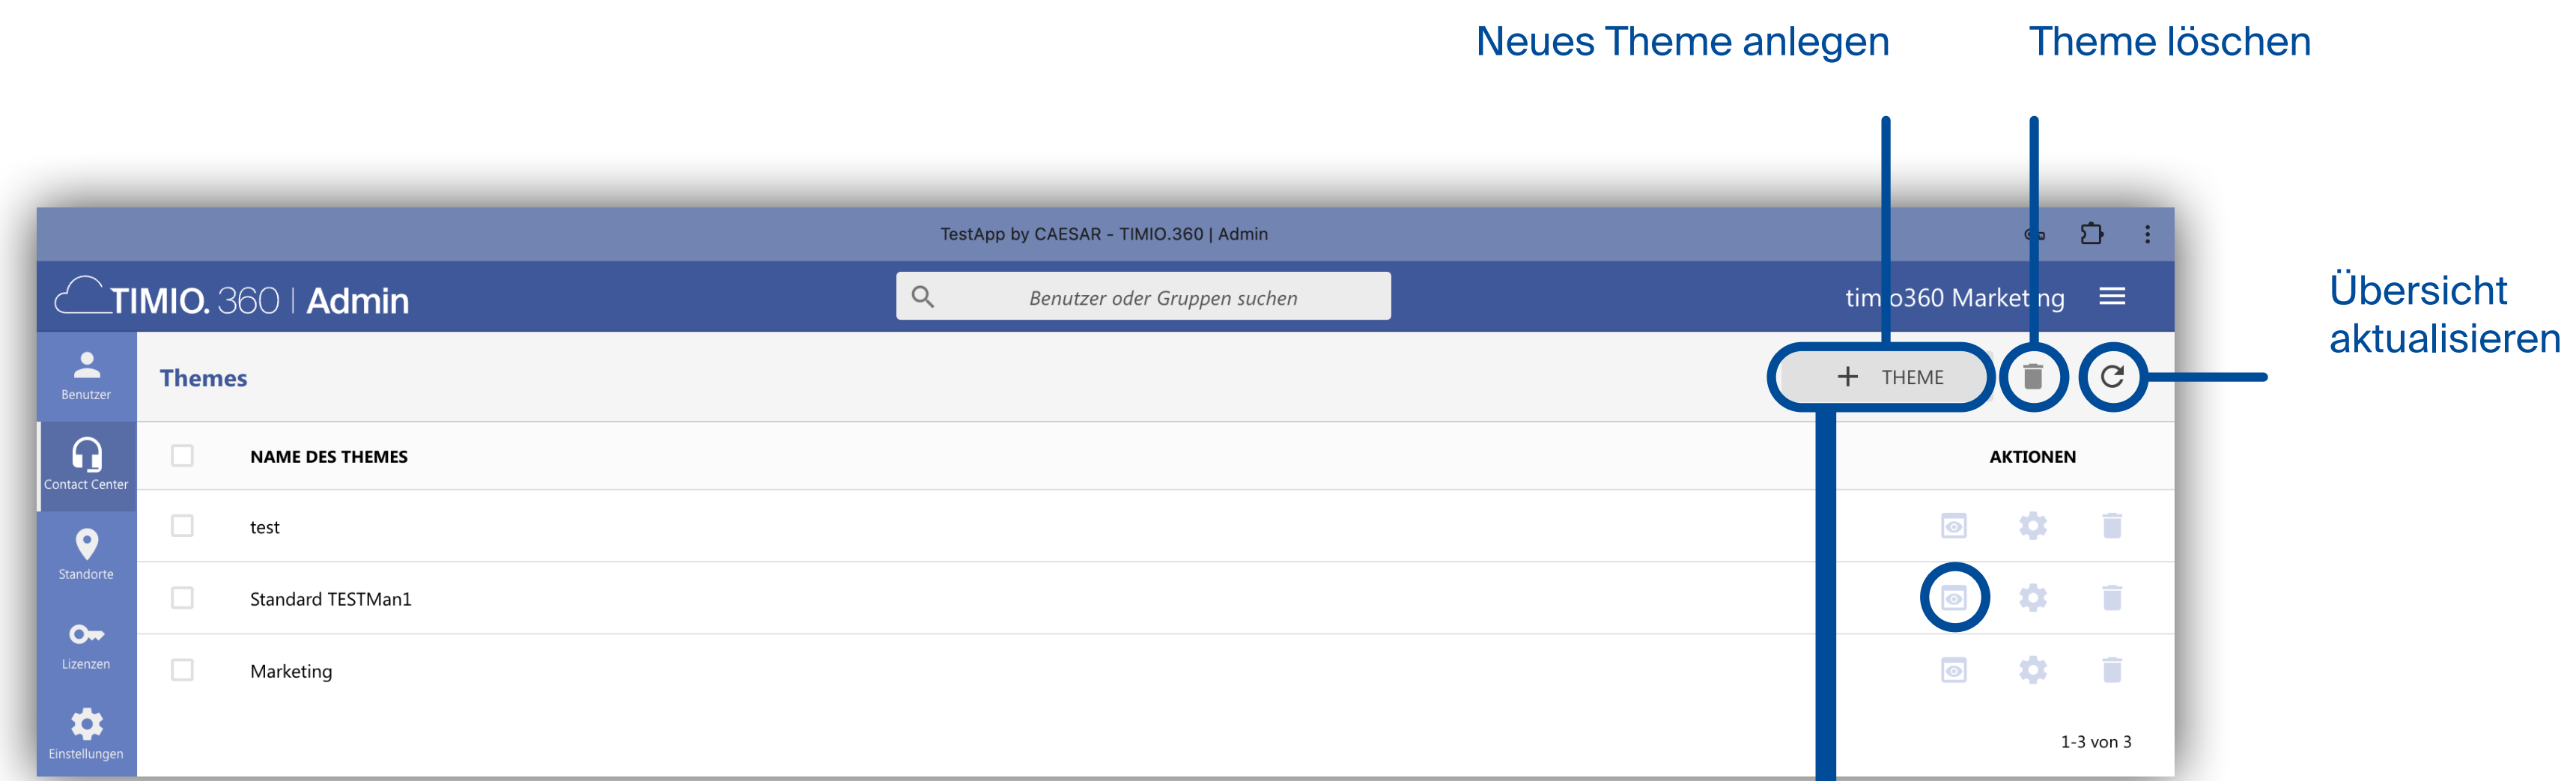 Neues Theme anlegen
Theme löschen
TestApp by CAESAR - TIMIO.360 | Admin
TIMIO. 360 | Admin
Benutzer oder Gruppen suchen
timio360 Marketing
Übersicht
aktualisieren
Benutzer
Themes
+ THEME
Contact Center
NAME DES THEMES
AKTIONEN
test
Standorte
Standard TESTMan1
Lizenzen
Marketing
Einstellungen
1-3 von 3